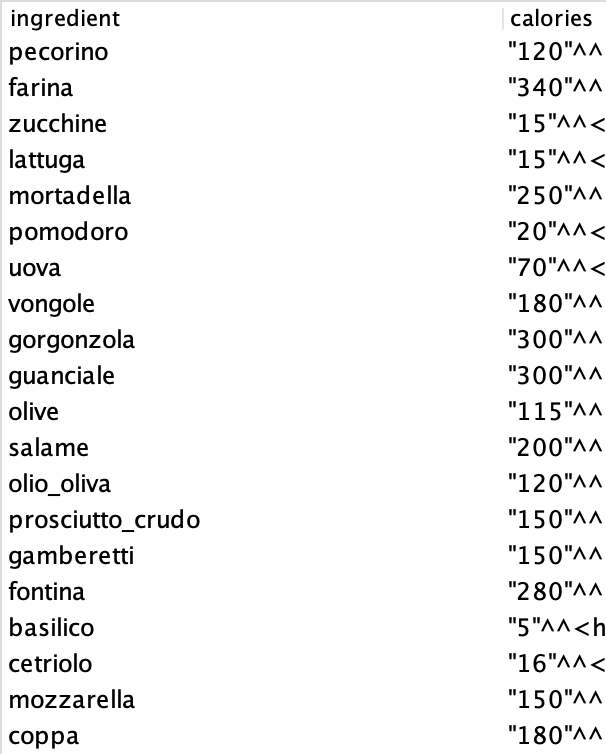 ingredient calories
pecorino "120"^^
farina "340"^^
zucchine "15"^^<
lattuga "15"^^<
mortadella "250"^^
pomodoro "20"^^<
uova "70"^^<
vongole "180"^^
gorgonzola "300"^^
guanciale "300"^^
olive "115"^^
salame "200"^^
olio_oliva "120"^^
prosciutto_crudo "150"^^
gamberetti "150"^^
fontina "280"^^
basilico "5"^^<h
cetriolo "16"^^<
mozzarella "150"^^
coppa "180"^^